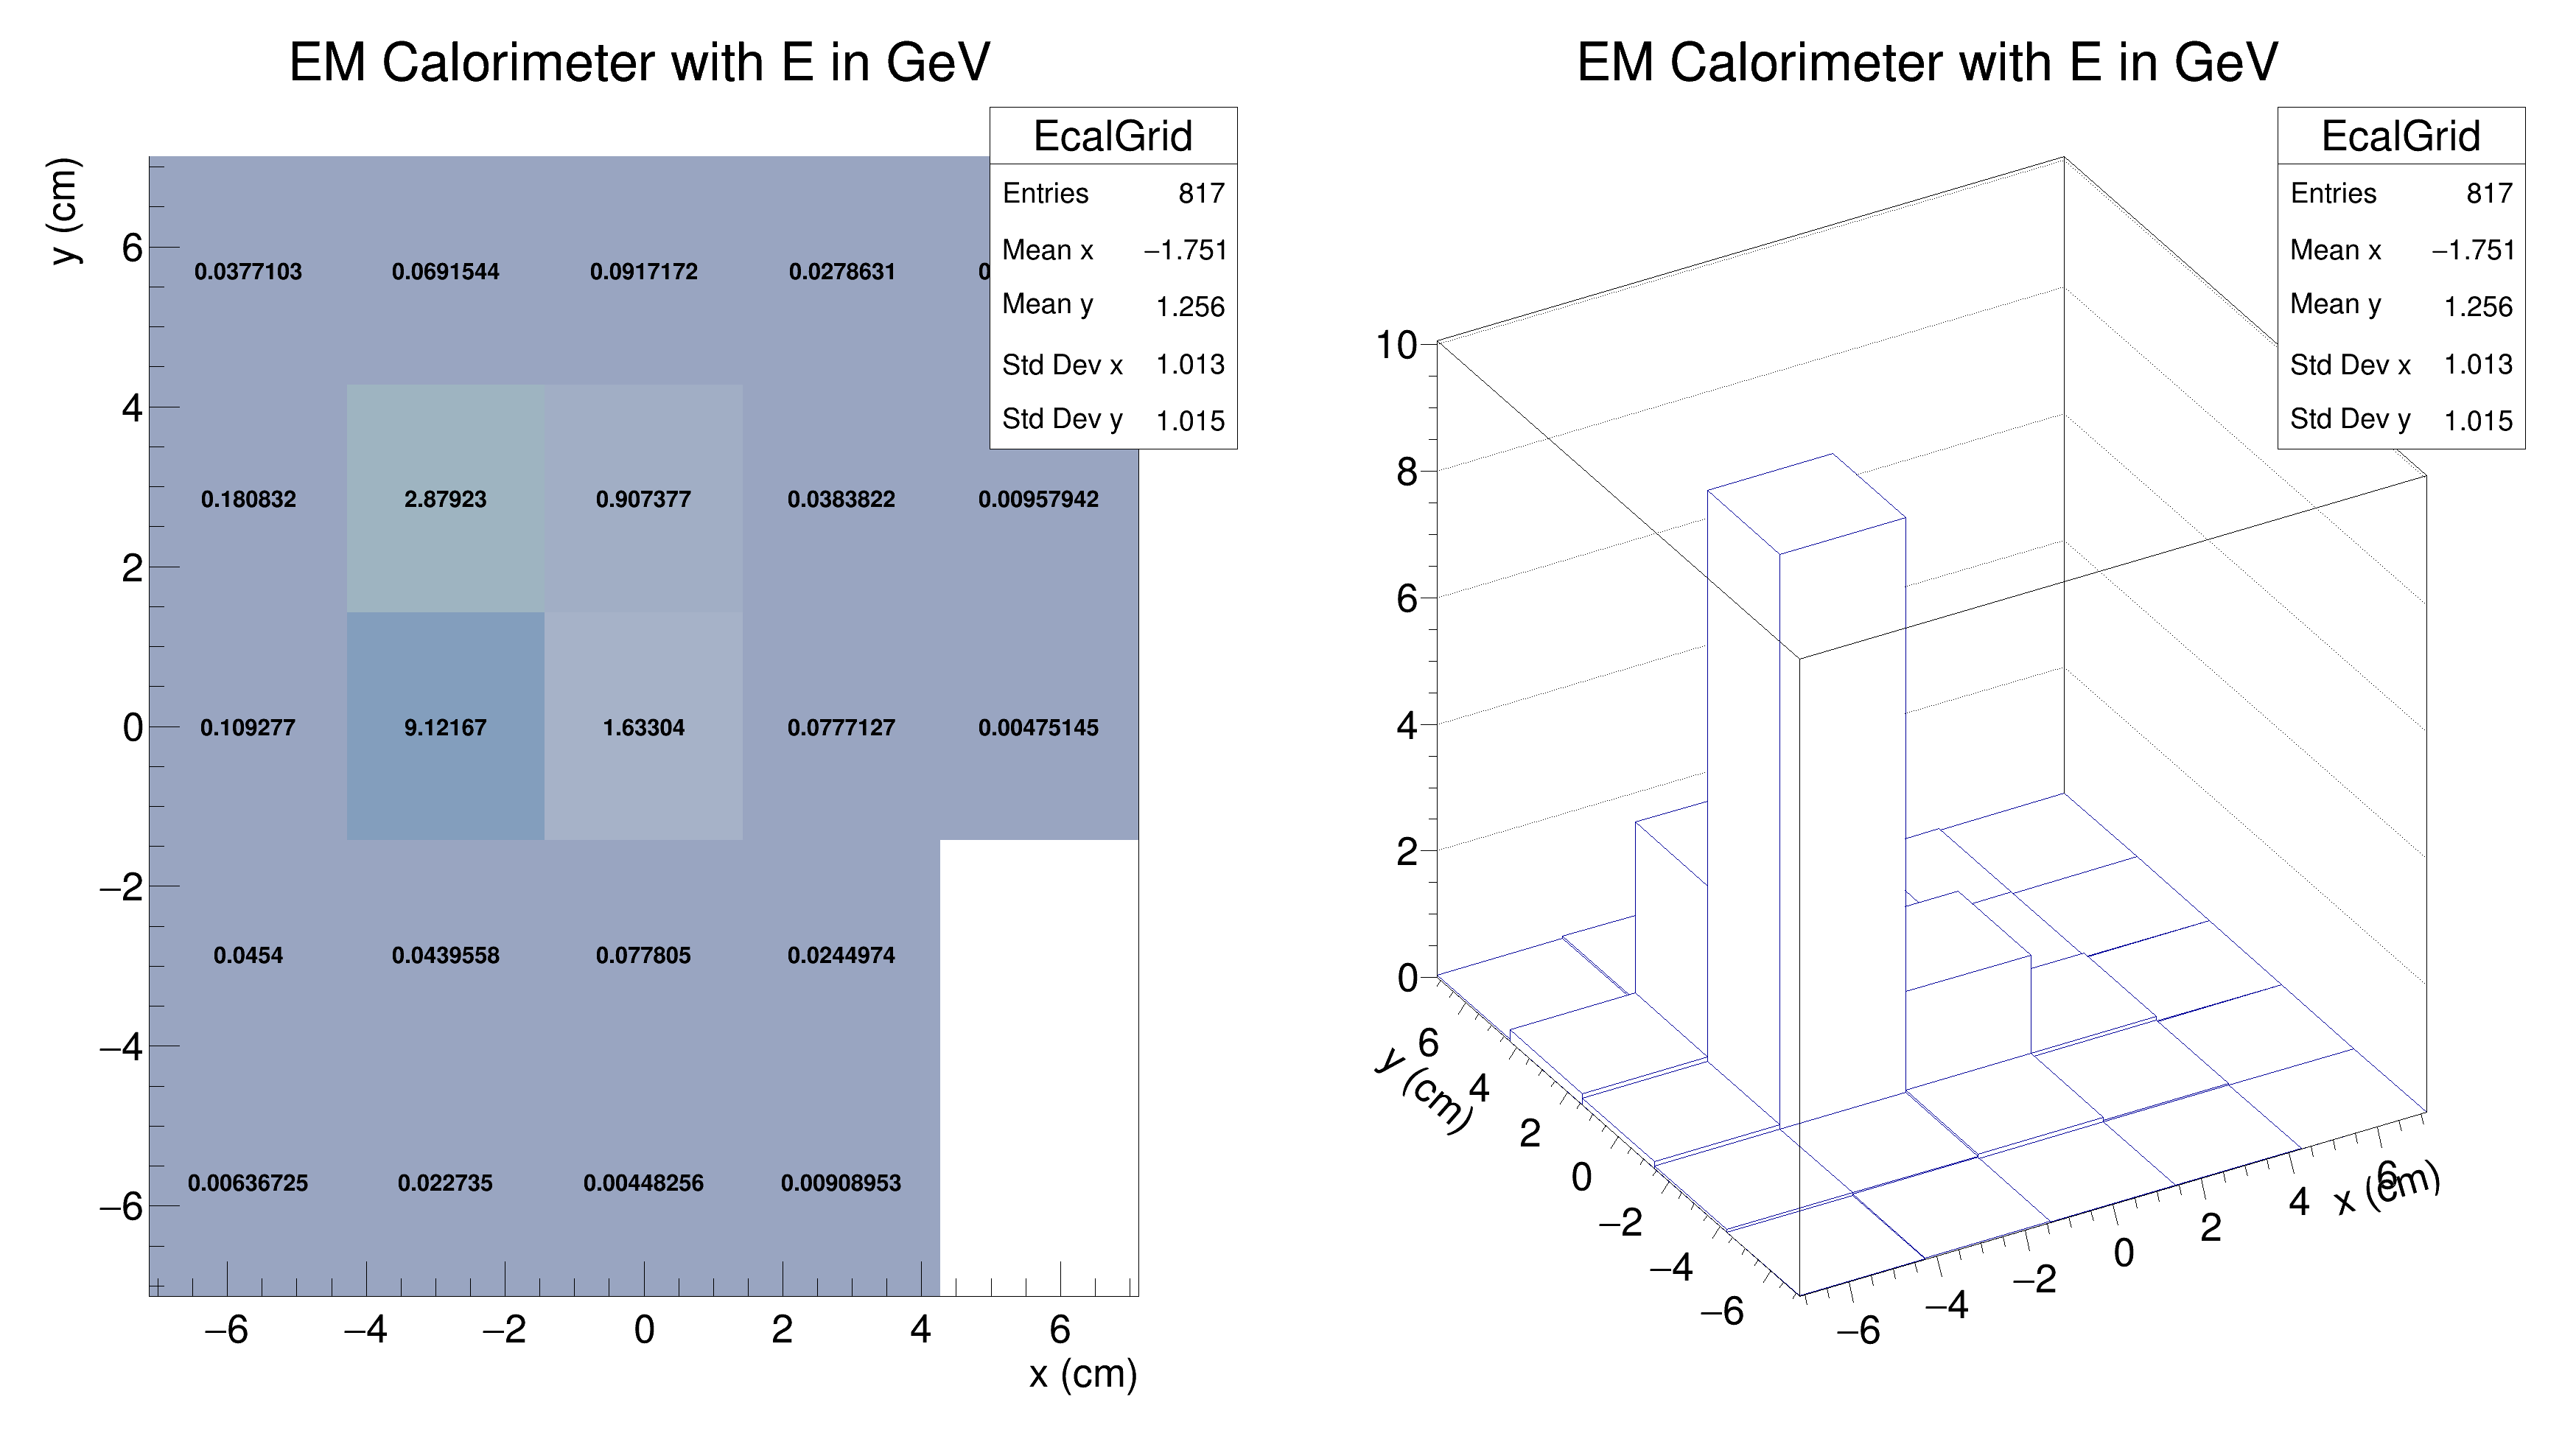 EM Calorimeter with E in GeV
EcalGrid
Entries 817
Mean x −1.751
Mean y 1.256
Std Dev x 1.013
Std Dev y 1.015
y (cm)
6
4
2
0
−2
−4
−6
0.0377103 0.0691544 0.0917172 0.0278631
0.180832 2.87923 0.907377 0.0383822 0.00957942
0.109277 9.12167 1.63304 0.0777127 0.00475145
0.0454 0.0439558 0.077805 0.0244974
0.00636725 0.022735 0.00448256 0.00908953
−6 −4 −2 0 2 4 6
x (cm)
EM Calorimeter with E in GeV
EcalGrid
Entries 817
Mean x −1.751
Mean y 1.256
Std Dev x 1.013
Std Dev y 1.015
10
8
6
4
2
0
y (cm)
6
4
2
0
−2
−4
−6
−6 −4 −2 0 2 4 6
x (cm)